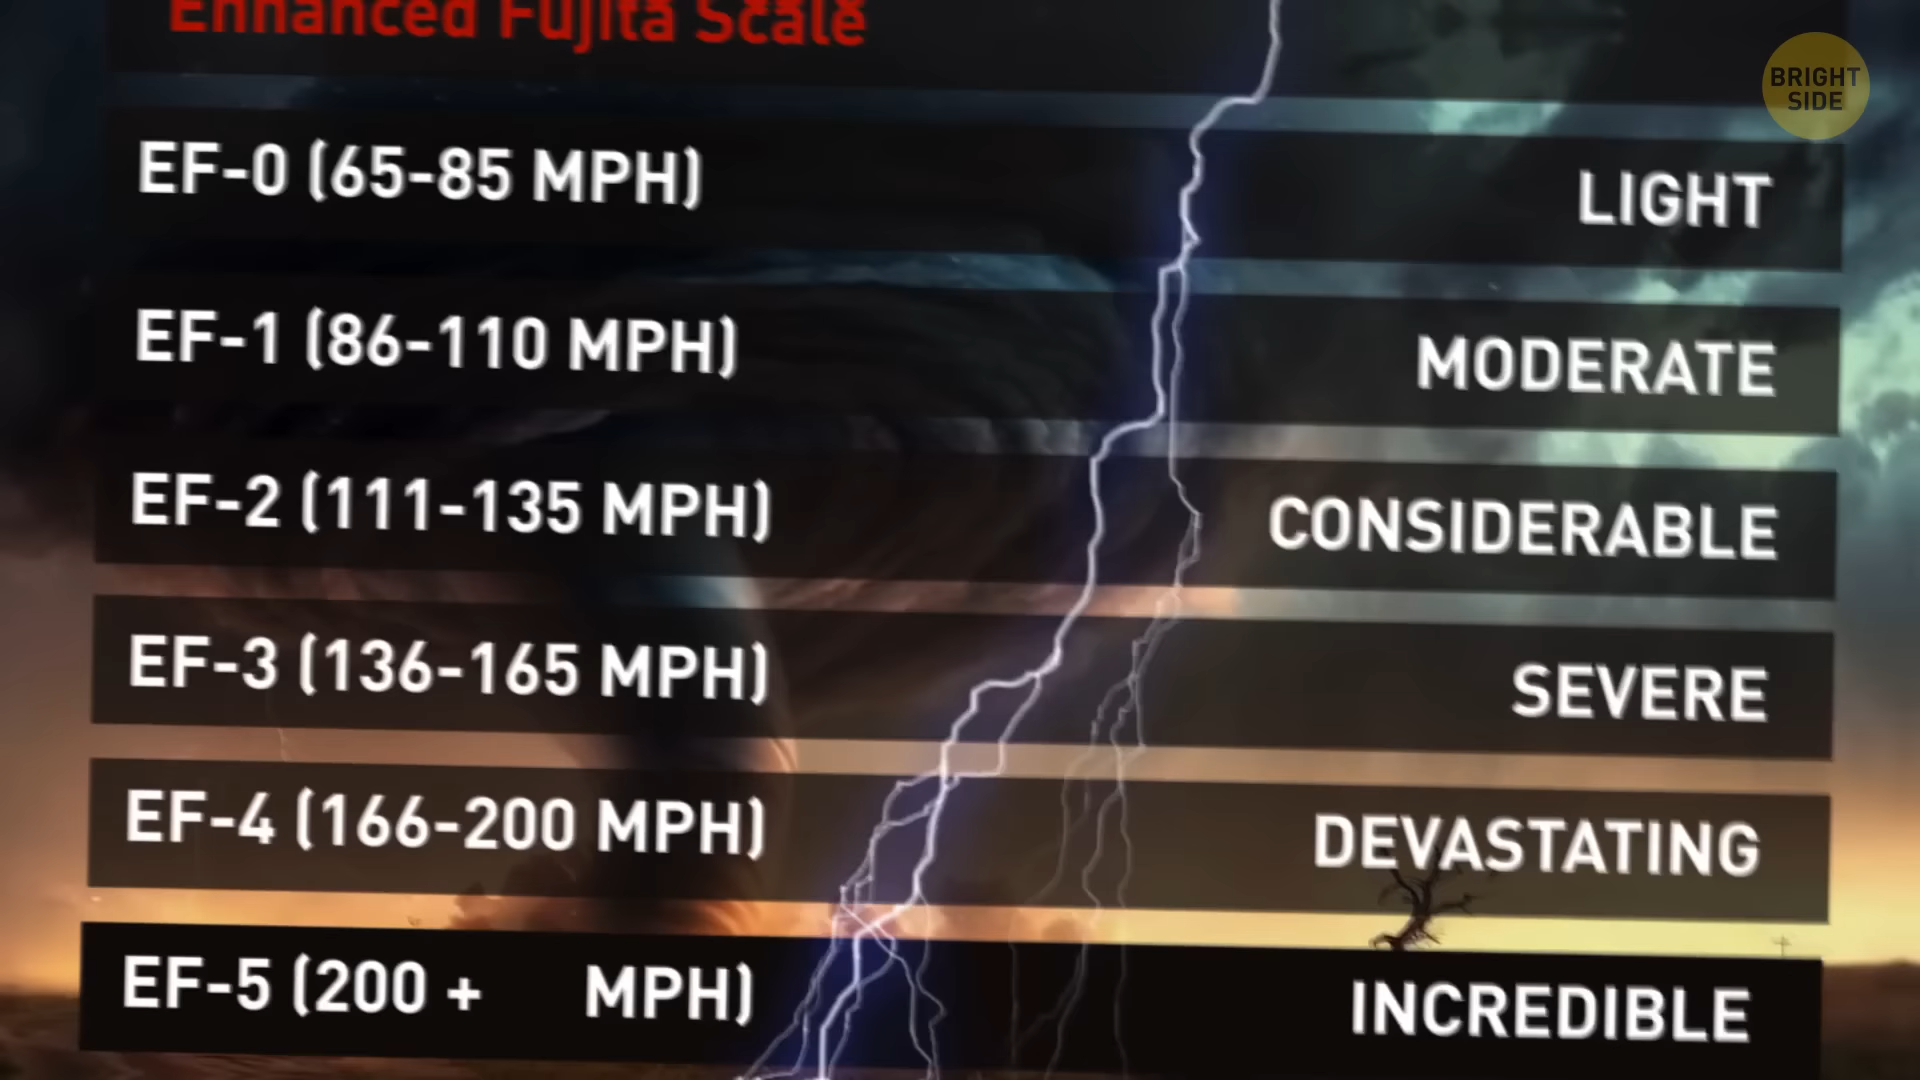 Enhanced Fujita Scale
BRIGHT
SIDE
EF-0 (65-85 MPH)
LIGHT
EF-1 (86-110 MPH)
MODERATE
EF-2 (111-135 MPH)
CONSIDERABLE
EF-3 (136-165 MPH)
SEVERE
EF-4 (166-200 MPH)
DEVASTATING
EF-5 (200 + MPH)
INCREDIBLE